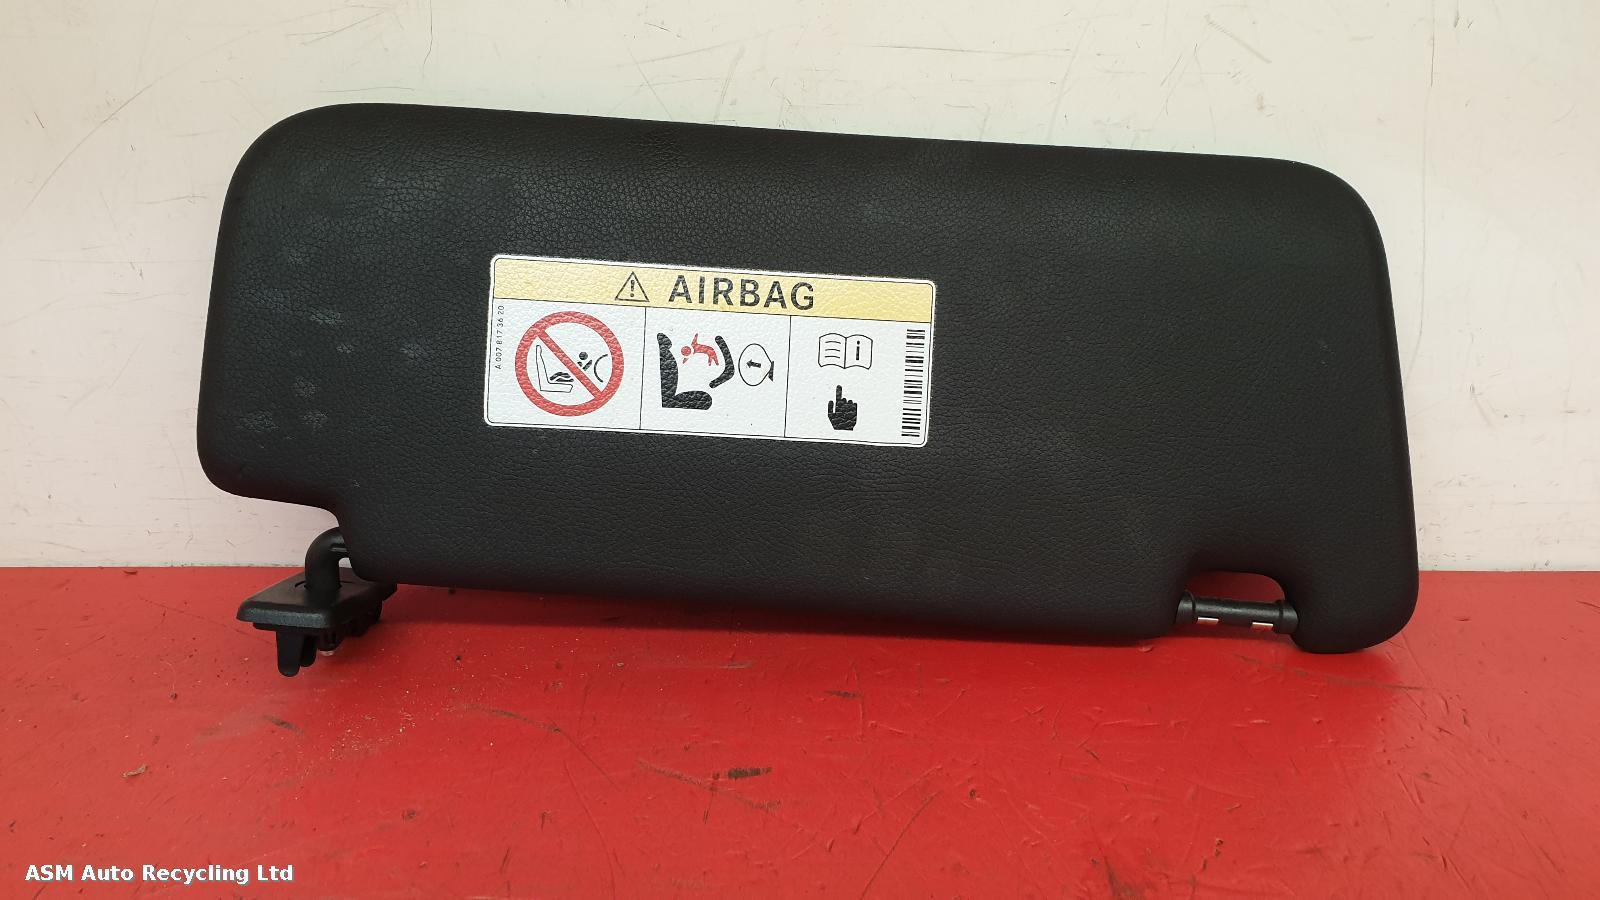 AIRBAG
A 007 817 36 20
i
ASM Auto Recycling Ltd